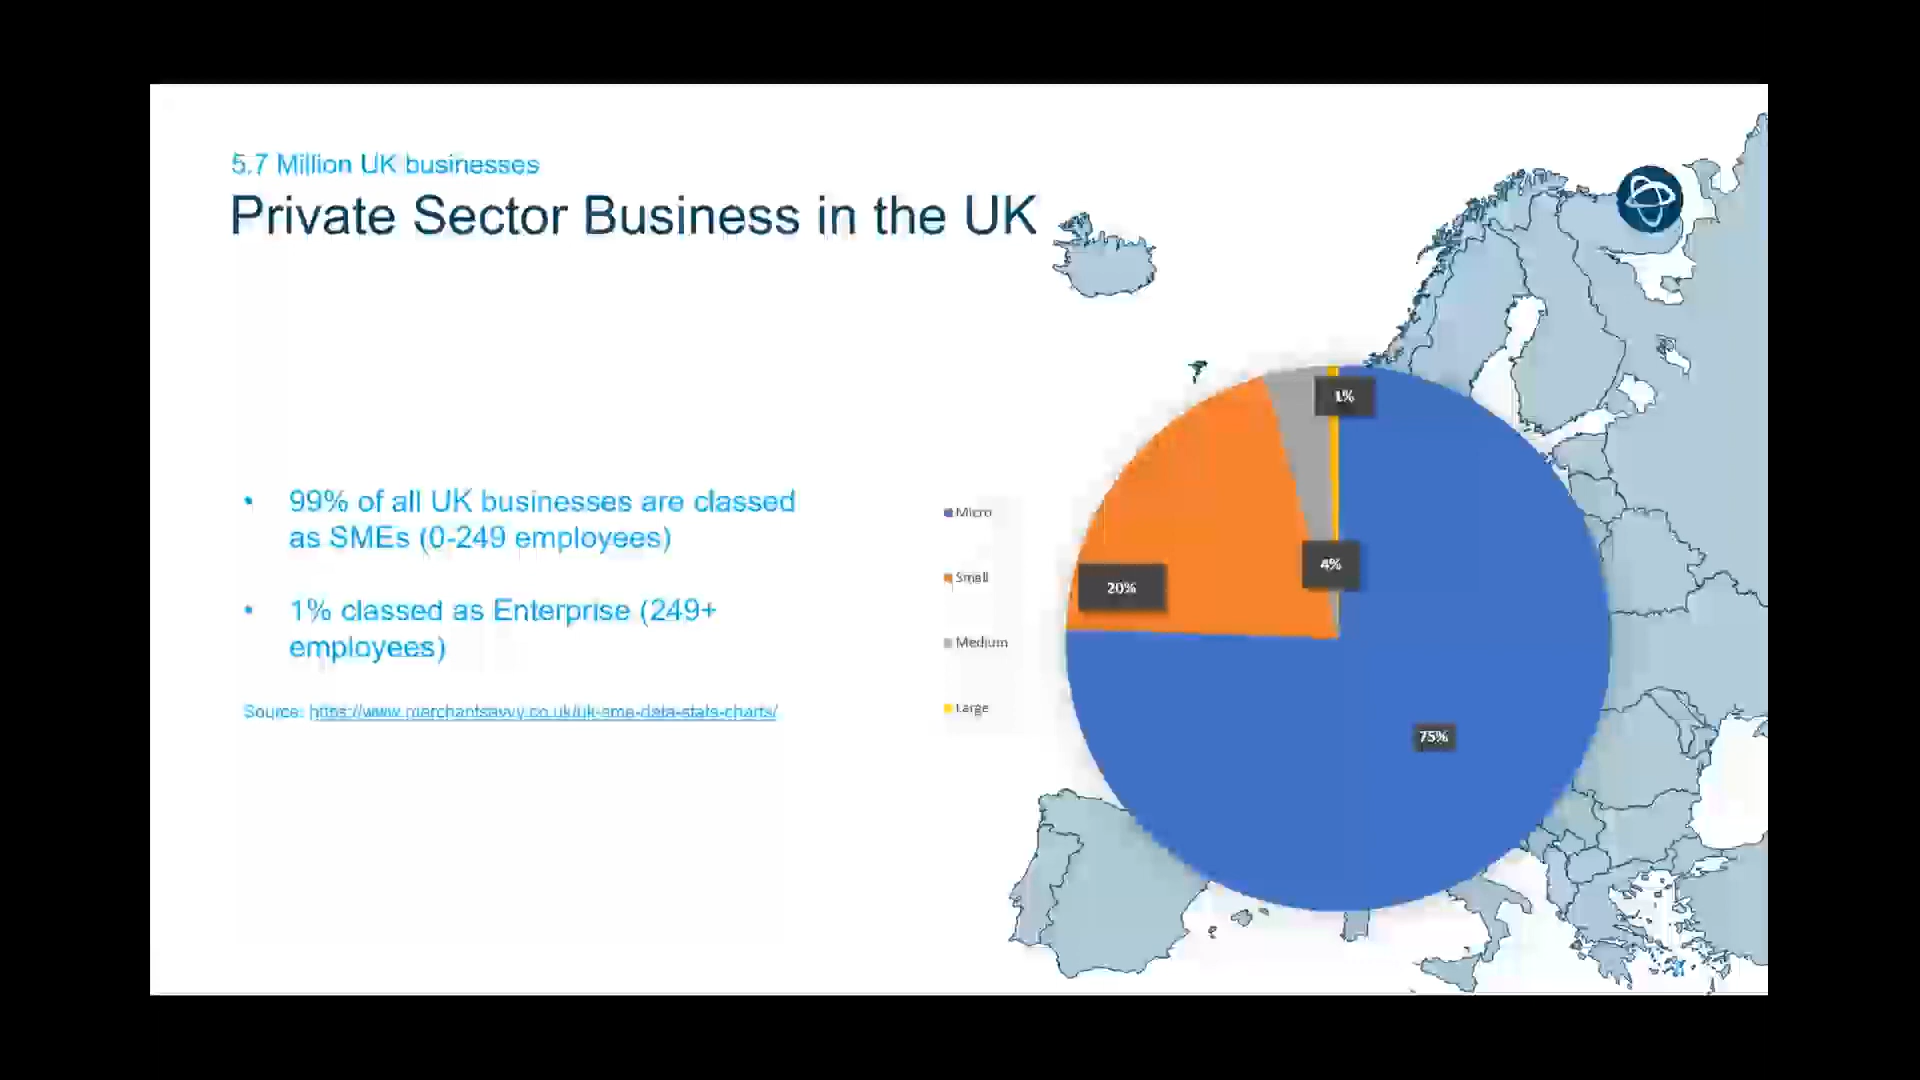 5.7 Million UK businesses
Private Sector Business in the UK
• 99% of all UK businesses are classed
as SMEs (0-249 employees)
• 1% classed as Enterprise (249+
employees)
Source: https://www.merchantsavvy.co.uk/uk-sme-data-stats-charts/
Micro
Small
Medium
Large
1%
4%
20%
75%